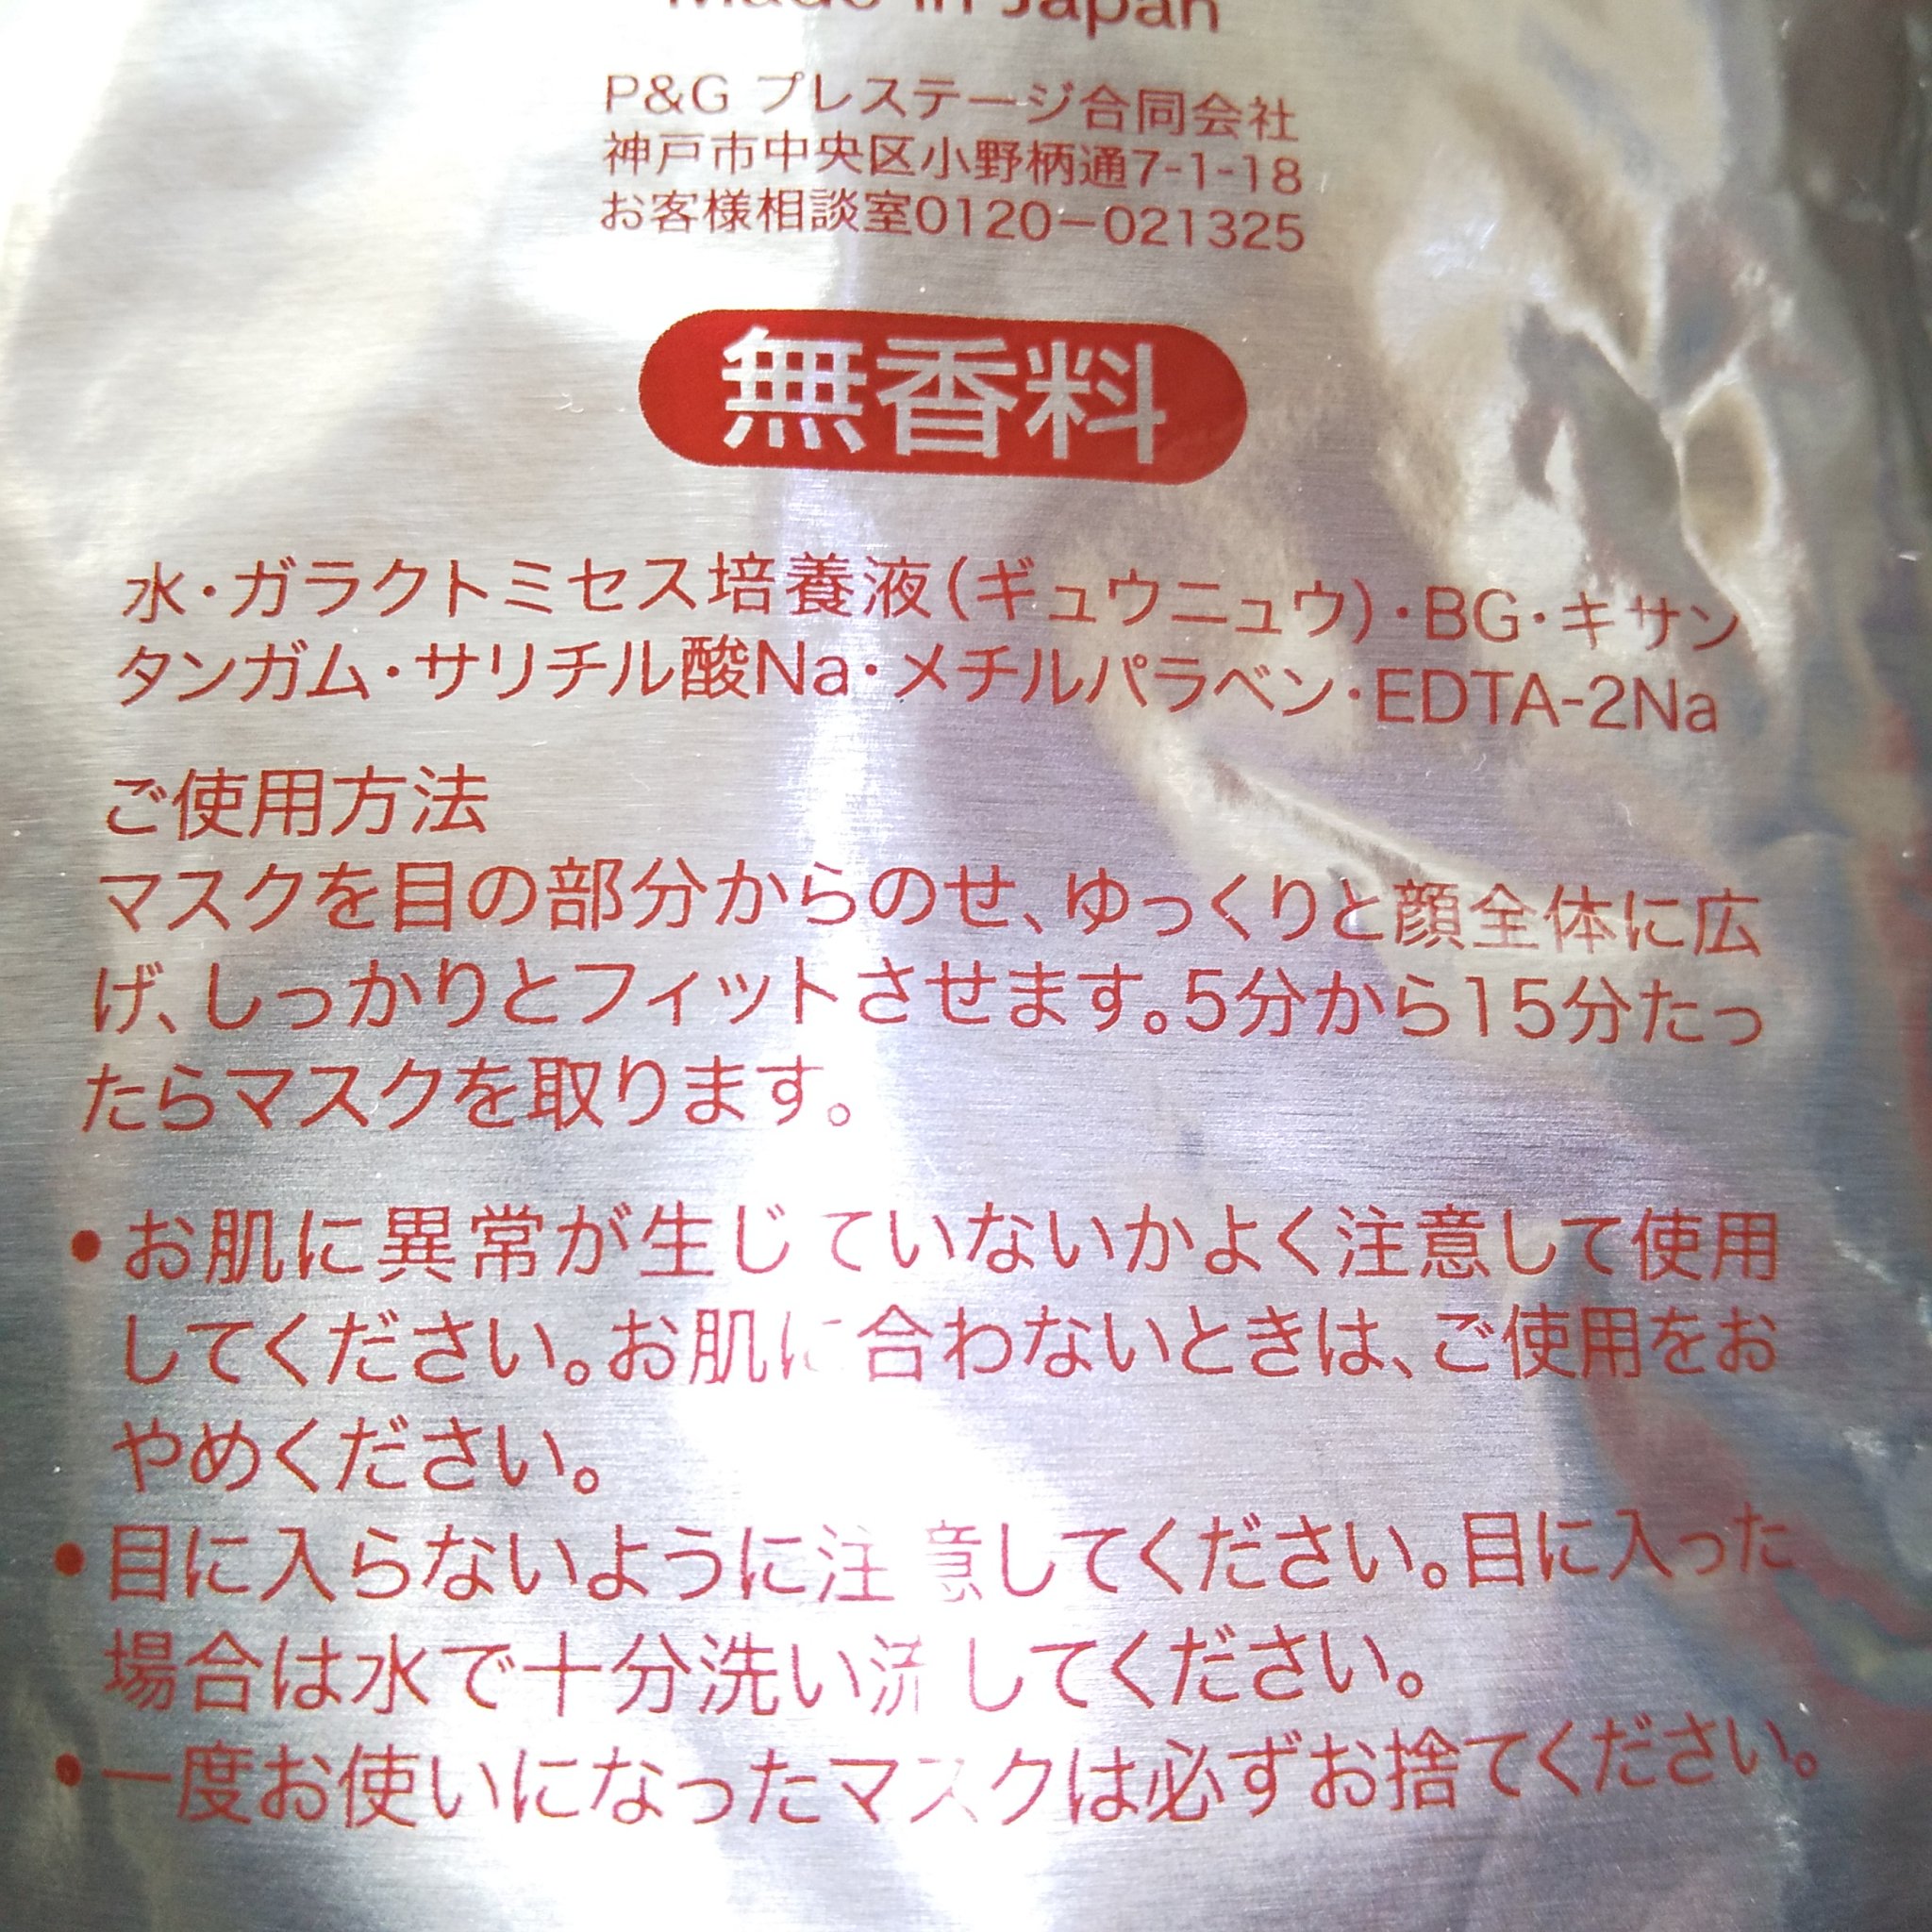 Made in Japan
P&G プレステージ合同会社
神戸市中央区小野柄通7-1-18
お客様相談室0120－021325
無香料
水・ガラクトミセス培養液(ギュウニュウ)・BG・キサン
タンガム・サリチル酸Na・メチルパラベン・EDTA-2Na
ご使用方法
マスクを目の部分からのせ、ゆっくりと顔全体に広
げ、しっかりとフィットさせます。5分から15分たっ
たらマスクを取ります。
•お肌に異常が生じていないかよく注意して使用
してください。お肌に合わないときは、ご使用をお
やめください。
•目に入らないように注意してください。目に入った
場合は水で十分洗い流してください。
•一度お使いになったマスクは必ずお捨てください。